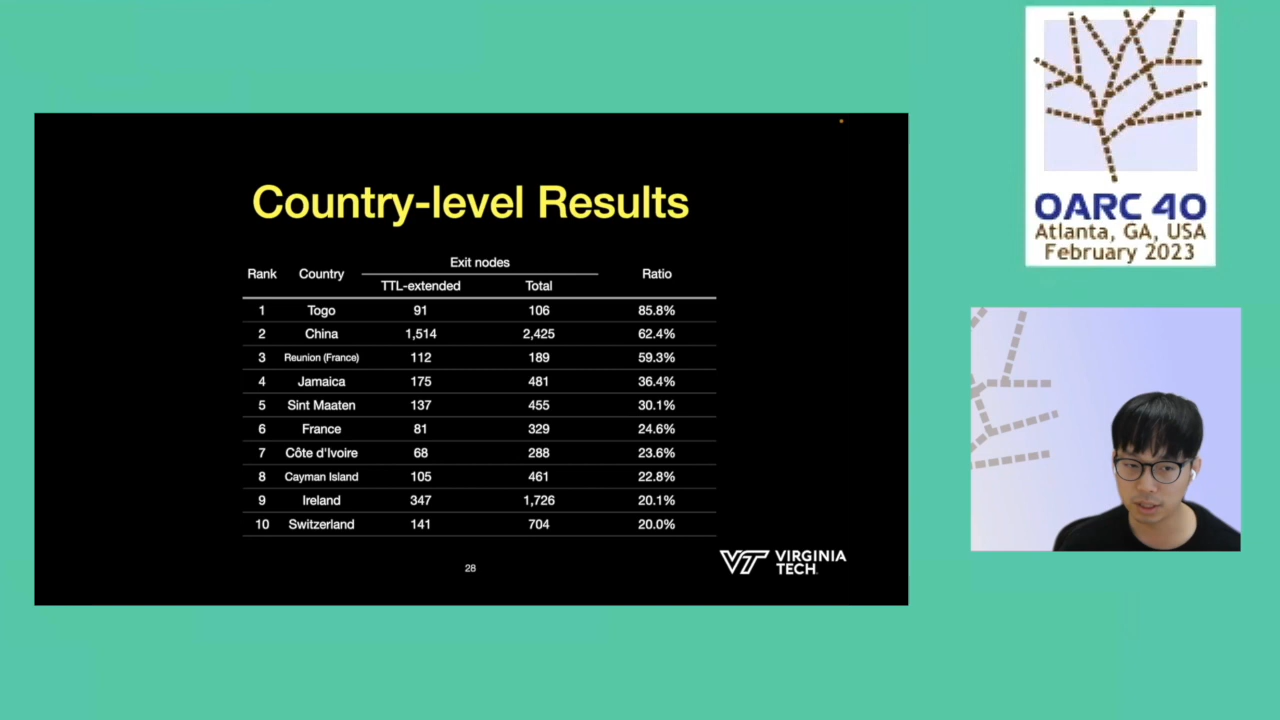 Country-level Results
Rank Country Exit nodes Ratio
TTL-extended Total
1 Togo 91 106 85.8%
2 China 1,514 2,425 62.4%
3 Reunion (France) 112 189 59.3%
4 Jamaica 175 481 36.4%
5 Sint Maaten 137 455 30.1%
6 France 81 329 24.6%
7 Côte d'Ivoire 68 288 23.6%
8 Cayman Island 105 461 22.8%
9 Ireland 347 1,726 20.1%
10 Switzerland 141 704 20.0%
28
VT VIRGINIA
TECH
OARC 40
Atlanta, GA, USA
February 2023